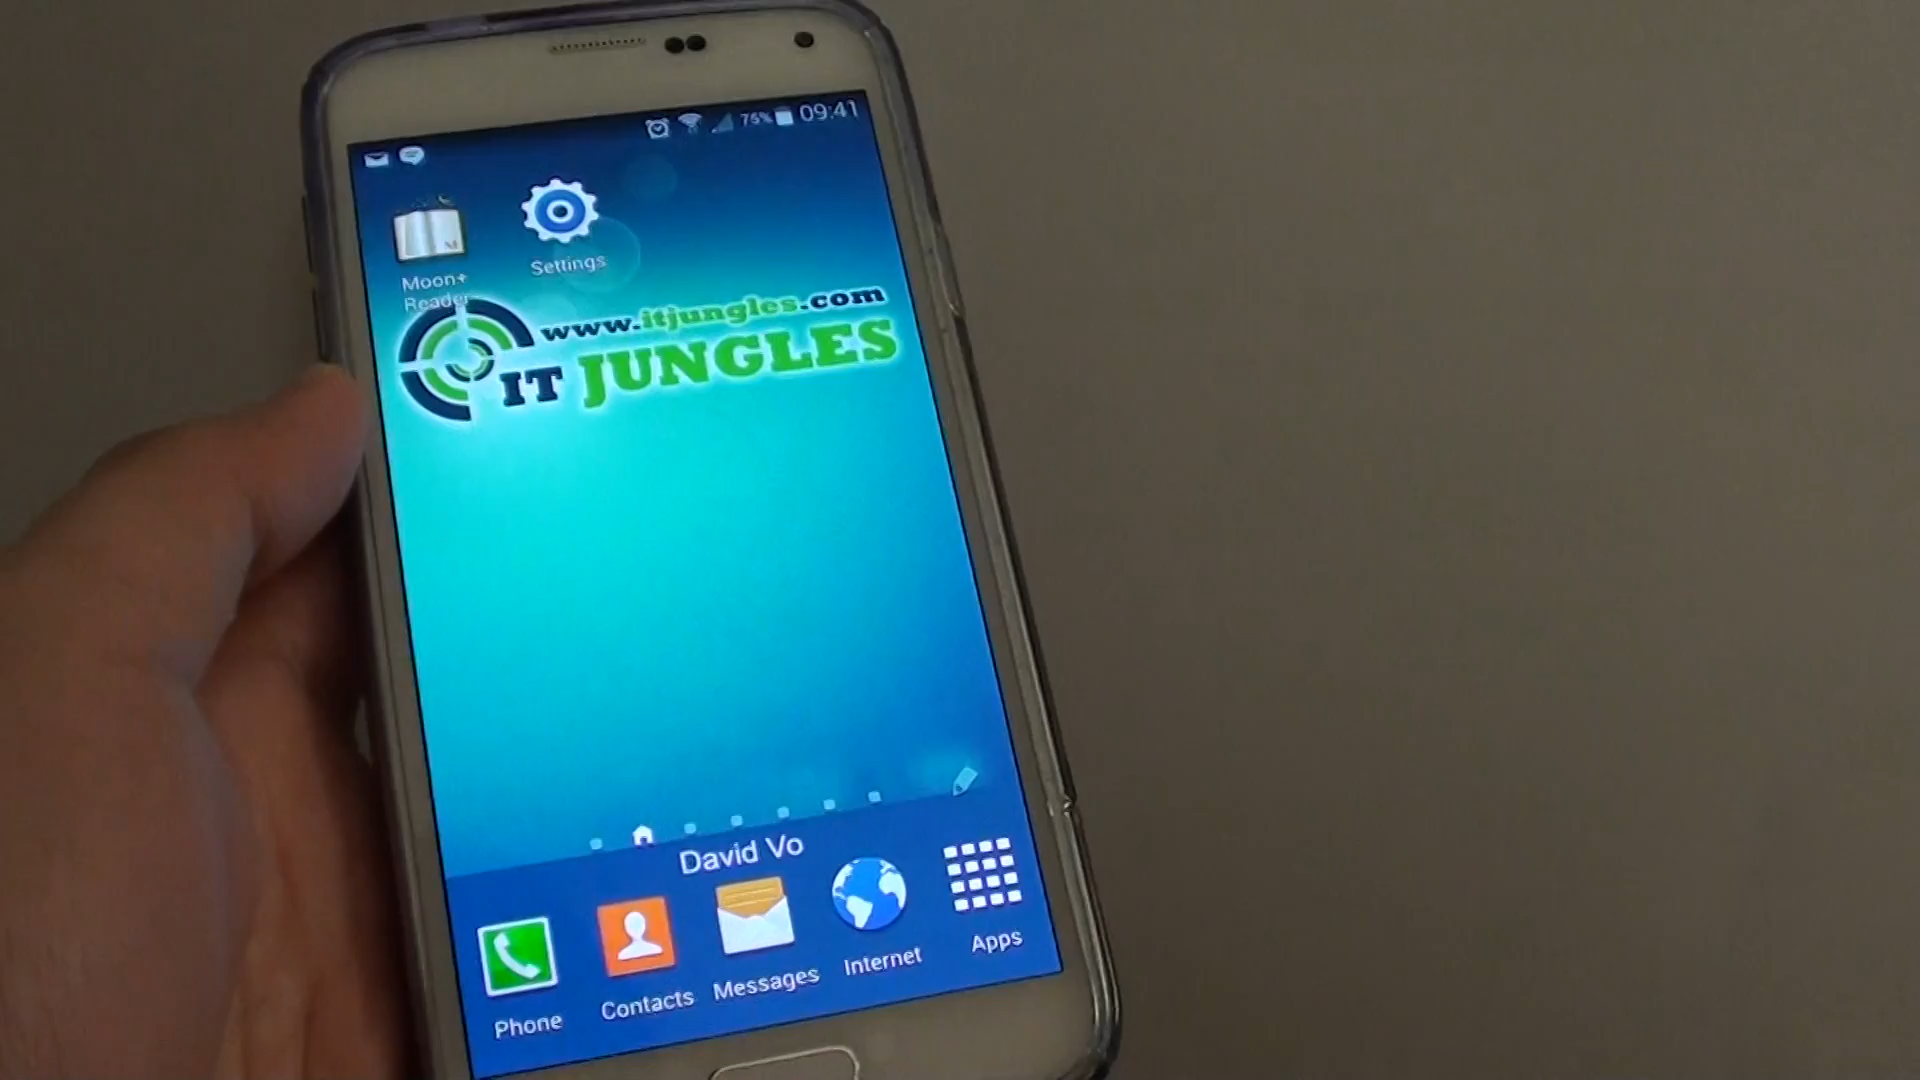 75% 09:41
Moon+
Reader
Settings
www.itjungles.com
IT JUNGLES
David Vo
Phone
Contacts
Messages
Internet
Apps